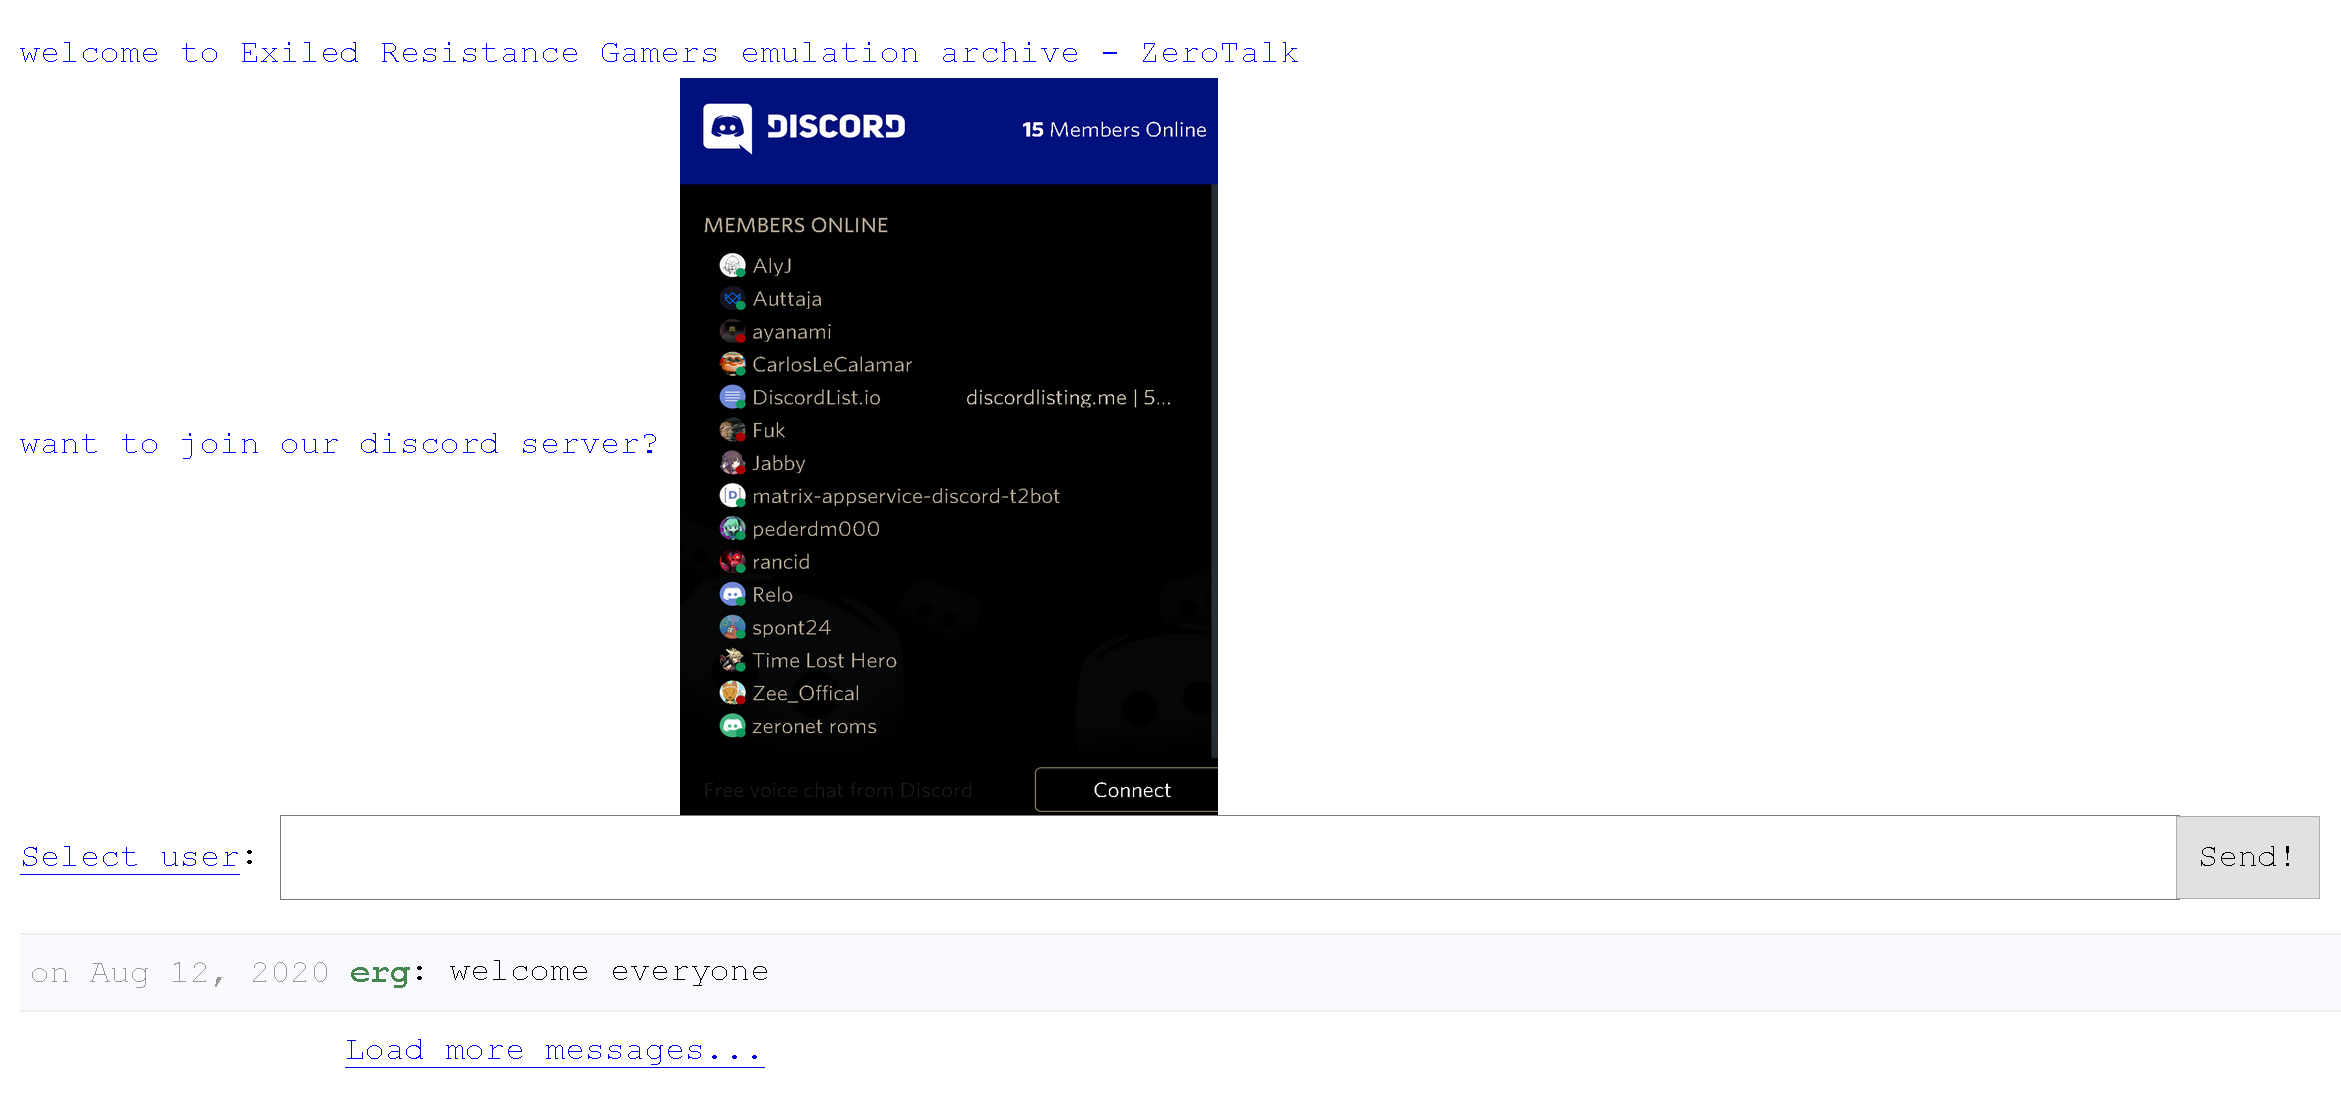 welcome to Exiled Resistance Gamers emulation archive - ZeroTalk
DISCORD
15 Members Online
MEMBERS ONLINE
AlyJ
Auttaja
ayanami
CarlosLeCalamar
DiscordList.io discordlisting.me | 5...
Fuk
want to join our discord server?
Jabby
matrix-appservice-discord-t2bot
pederdm000
rancid
Relo
spont24
Time Lost Hero
Zee_Offical
zeronet roms
Free voice chat from Discord
Connect
Select user:
Send!
on Aug 12, 2020 erg: welcome everyone
Load more messages...